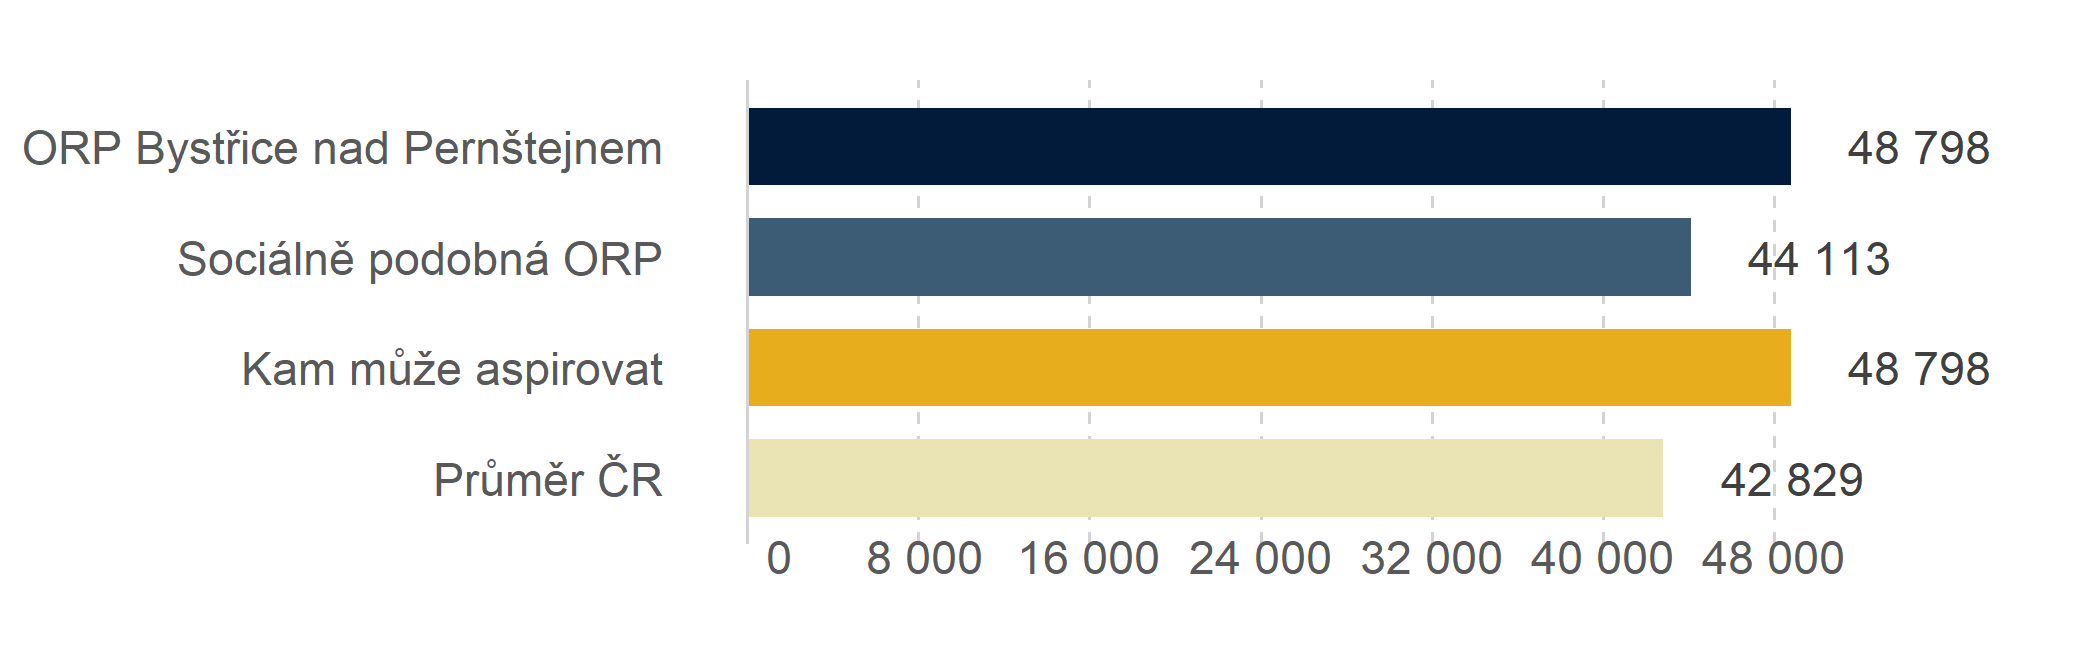 ORP Bystřice nad Pernštejnem 48 798
Sociálně podobná ORP 44 113
Kam může aspirovat 48 798
Průměr ČR 42 829
0 8 000 16 000 24 000 32 000 40 000 48 000